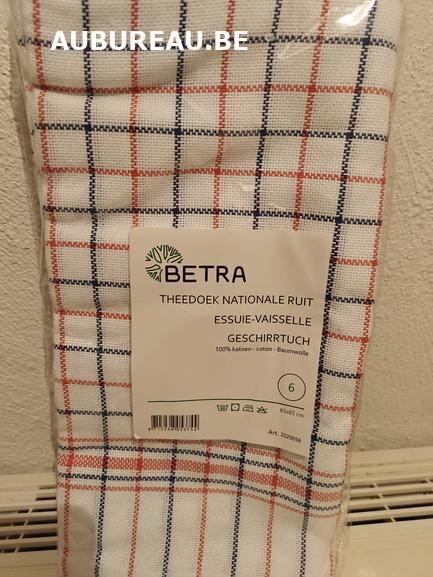 AUBUREAU.BE
BETRA
THEEDOEK NATIONALE RUIT
ESSUIE-VAISSELLE
GESCHIRRTUCH
100% katoen - coton - Baumwolle
6
65x65 cm
Art. 2020056